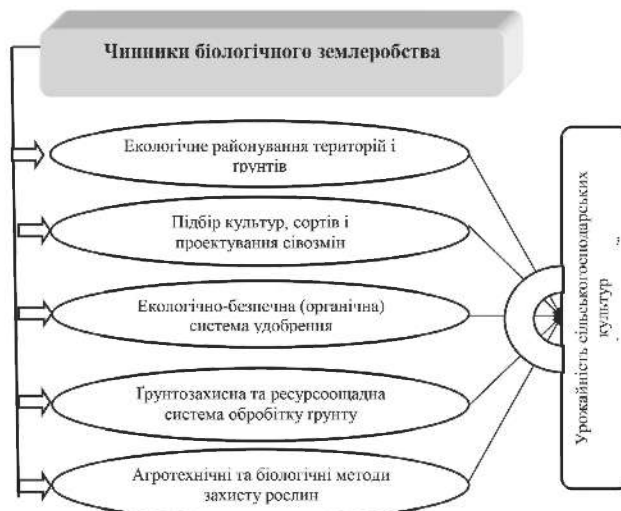 Чинники біологічного землеробства
Екологічне районування територій і
ґрунтів
Підбір культур, сортів і
проектування сівозмін
Екологічно-безпечна (органічна)
система удобрення
Ґрунтозахисна та ресурсоощадна
система обробітку ґрунту
Агротехнічні та біологічні методи
захисту рослин
Урожайність сільськогосподарських
культур